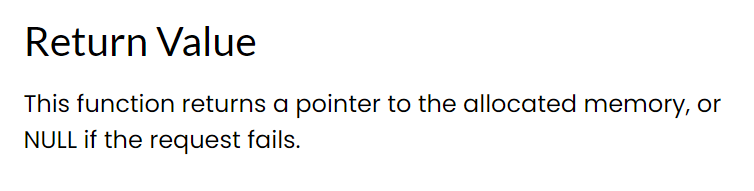 Return Value
This function returns a pointer to the allocated memory, or
NULL if the request fails.